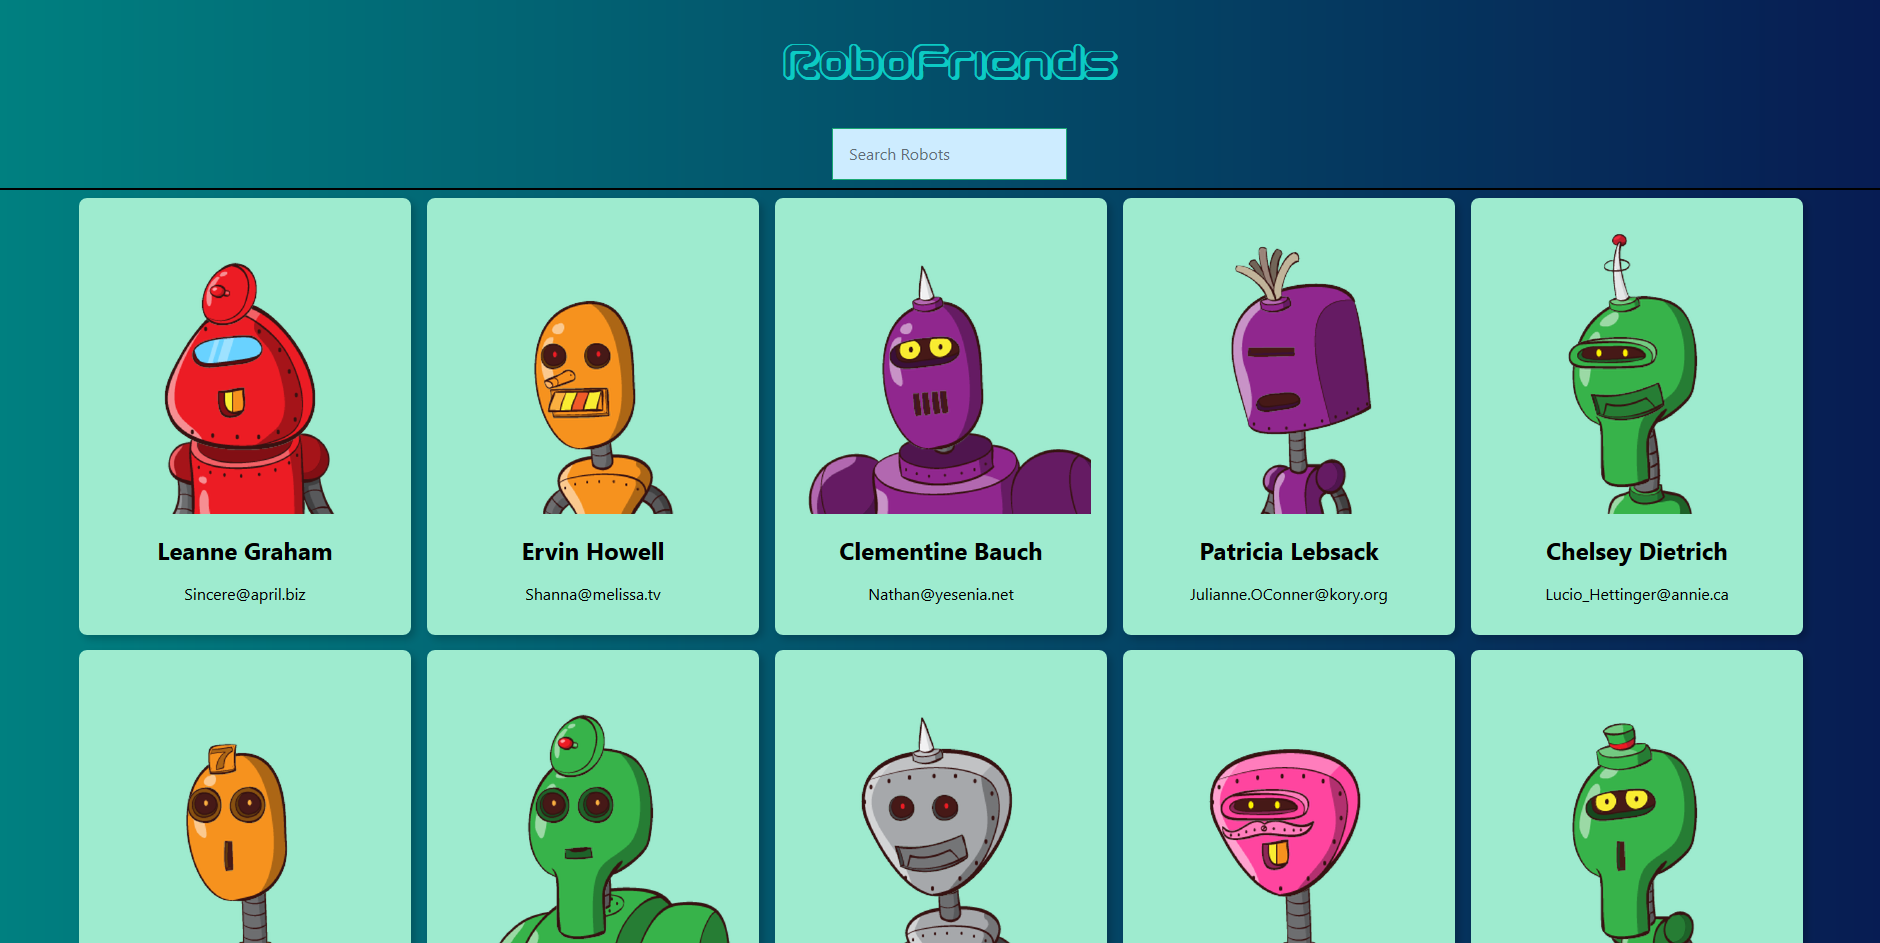 RoboFriends
Search Robots
Leanne Graham
Sincere@april.biz
Ervin Howell
Shanna@melissa.tv
Clementine Bauch
Nathan@yesenia.net
Patricia Lebsack
Julianne.OConner@kory.org
Chelsey Dietrich
Lucio_Hettinger@annie.ca
7